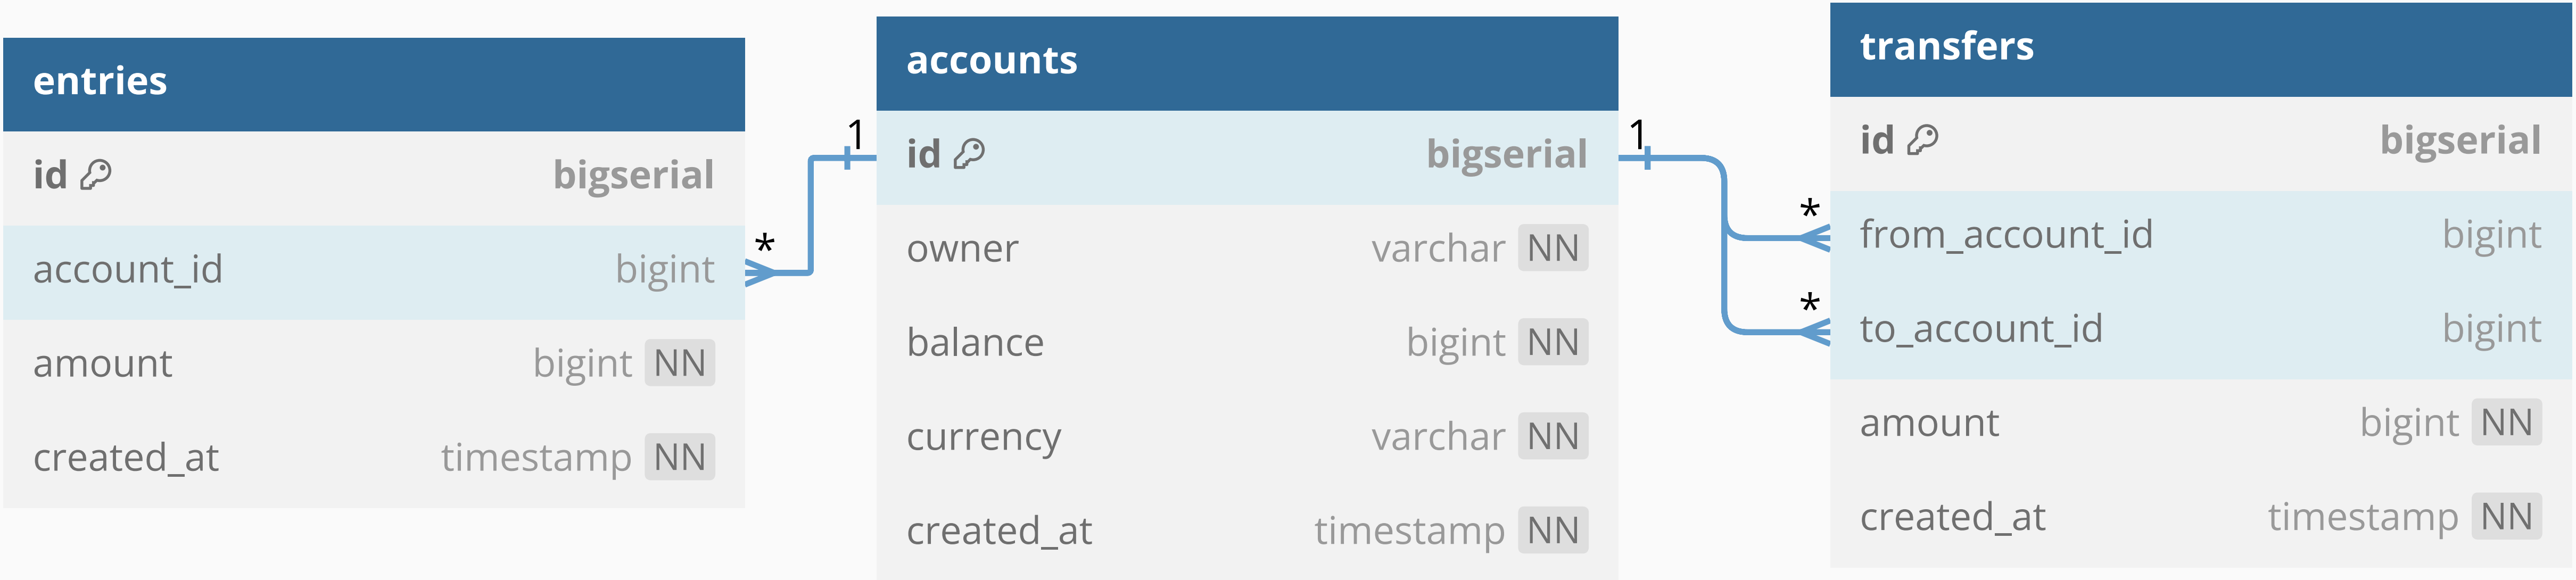 entries
id bigserial
account_id bigint
amount bigint NN
created_at timestamp NN
1
*
accounts
id bigserial
owner varchar NN
balance bigint NN
currency varchar NN
created_at timestamp NN
1
*
*
transfers
id bigserial
from_account_id bigint
to_account_id bigint
amount bigint NN
created_at timestamp NN